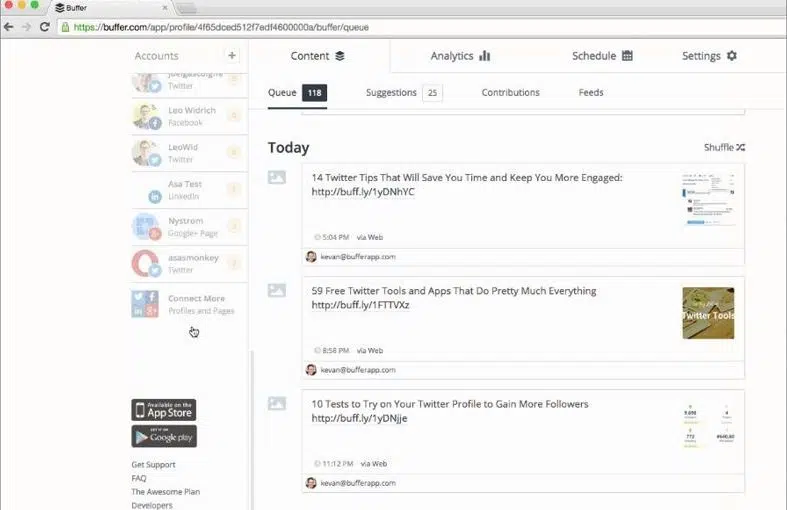 Buffer
https://buffer.com/app/profile/4f65dced512f7edf4600000a/buffer/queue
Accounts +
Content
Analytics
Schedule
Settings
Twitter
Leo Widrich
Facebook
LeoWid
Twitter
Asa Test
LinkedIn
Nystrom
Google+ Page
asasmonkey
Twitter
Connect More
Profiles and Pages
Available on the
App Store
GET IT ON
Google play
Get Support
FAQ
The Awesome Plan
Developers
Queue 118
Suggestions 25
Contributions
Feeds
Today
Shuffle
14 Twitter Tips That Will Save You Time and Keep You More Engaged:
http://buff.ly/1yDNhYC
5:04 PM via Web
kevan@bufferapp.com
59 Free Twitter Tools and Apps That Do Pretty Much Everything
http://buff.ly/1FTTVXz
Twitter Tools
8:56 PM via Web
kevan@bufferapp.com
10 Tests to Try on Your Twitter Profile to Gain More Followers
http://buff.ly/1yDNjje
11:12 PM via Web
kevan@bufferapp.com